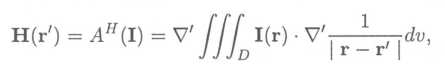 H(r′) = A^H(I) = ∇′ ∭_D I(r) · ∇′ 1/|r − r′| dv,